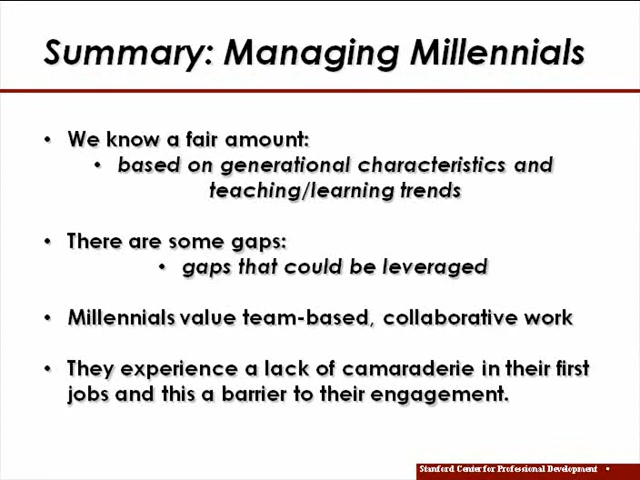 Summary: Managing Millennials
• We know a fair amount:
• based on generational characteristics and
teaching/learning trends
• There are some gaps:
• gaps that could be leveraged
• Millennials value team-based, collaborative work
• They experience a lack of camaraderie in their first
jobs and this a barrier to their engagement.
Stanford Center for Professional Development •